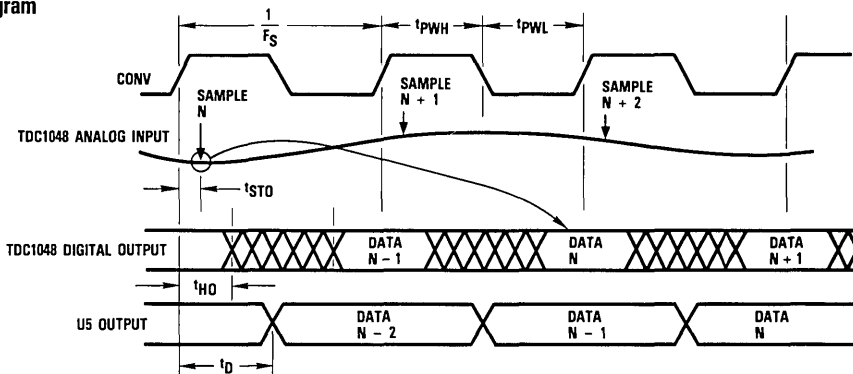 gram
1
FS
tPWH
tPWL
CONV
SAMPLE
N
SAMPLE
N + 1
SAMPLE
N + 2
TDC1048 ANALOG INPUT
tSTO
TDC1048 DIGITAL OUTPUT
DATA
N - 1
DATA
N
DATA
N + 1
tHO
U5 OUTPUT
DATA
N - 2
DATA
N - 1
DATA
N
tD